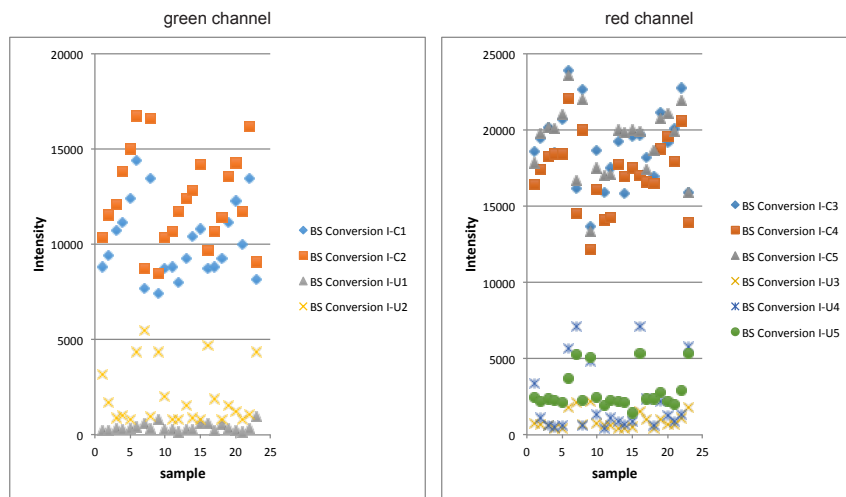 green channel
red channel
20000
15000
10000
5000
0
Intensity
0 5 10 15 20 25
sample
BS Conversion I-C1
BS Conversion I-C2
BS Conversion I-U1
BS Conversion I-U2
25000
20000
15000
10000
5000
0
Intensity
0 5 10 15 20 25
sample
BS Conversion I-C3
BS Conversion I-C4
BS Conversion I-C5
BS Conversion I-U3
BS Conversion I-U4
BS Conversion I-U5